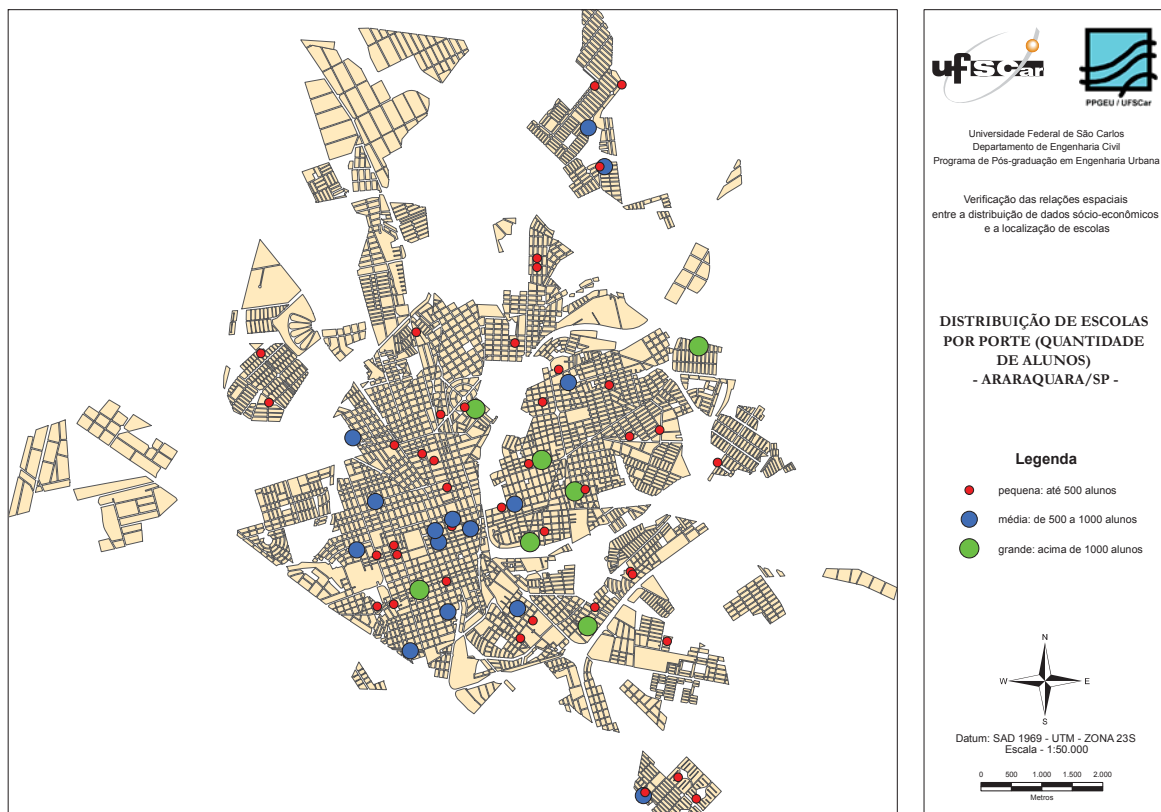 ufscar
PPGEU / UFSCar
Universidade Federal de São Carlos
Departamento de Engenharia Civil
Programa de Pós-graduação em Engenharia Urbana
Verificação das relações espaciais
entre a distribuição de dados sócio-econômicos
e a localização de escolas
DISTRIBUIÇÃO DE ESCOLAS
POR PORTE (QUANTIDADE
DE ALUNOS)
- ARARAQUARA/SP -
Legenda
pequena: até 500 alunos
média: de 500 a 1000 alunos
grande: acima de 1000 alunos
N
W E
S
Datum: SAD 1969 - UTM - ZONA 23S
Escala - 1:50.000
0 500 1.000 1.500 2.000
Metros